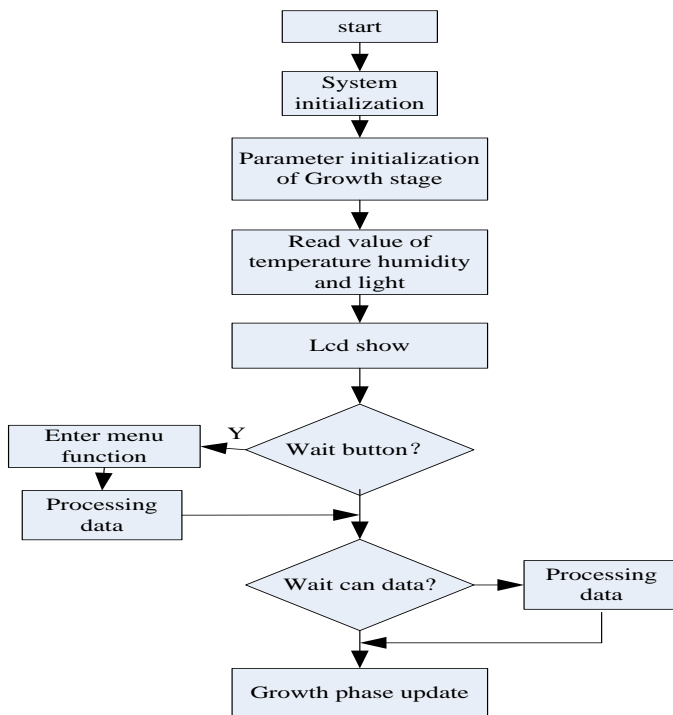 start
System
initialization
Parameter initialization
of Growth stage
Read value of
temperature humidity
and light
Lcd show
Y
Wait button?
Enter menu
function
Processing
data
Wait can data?
Processing
data
Growth phase update